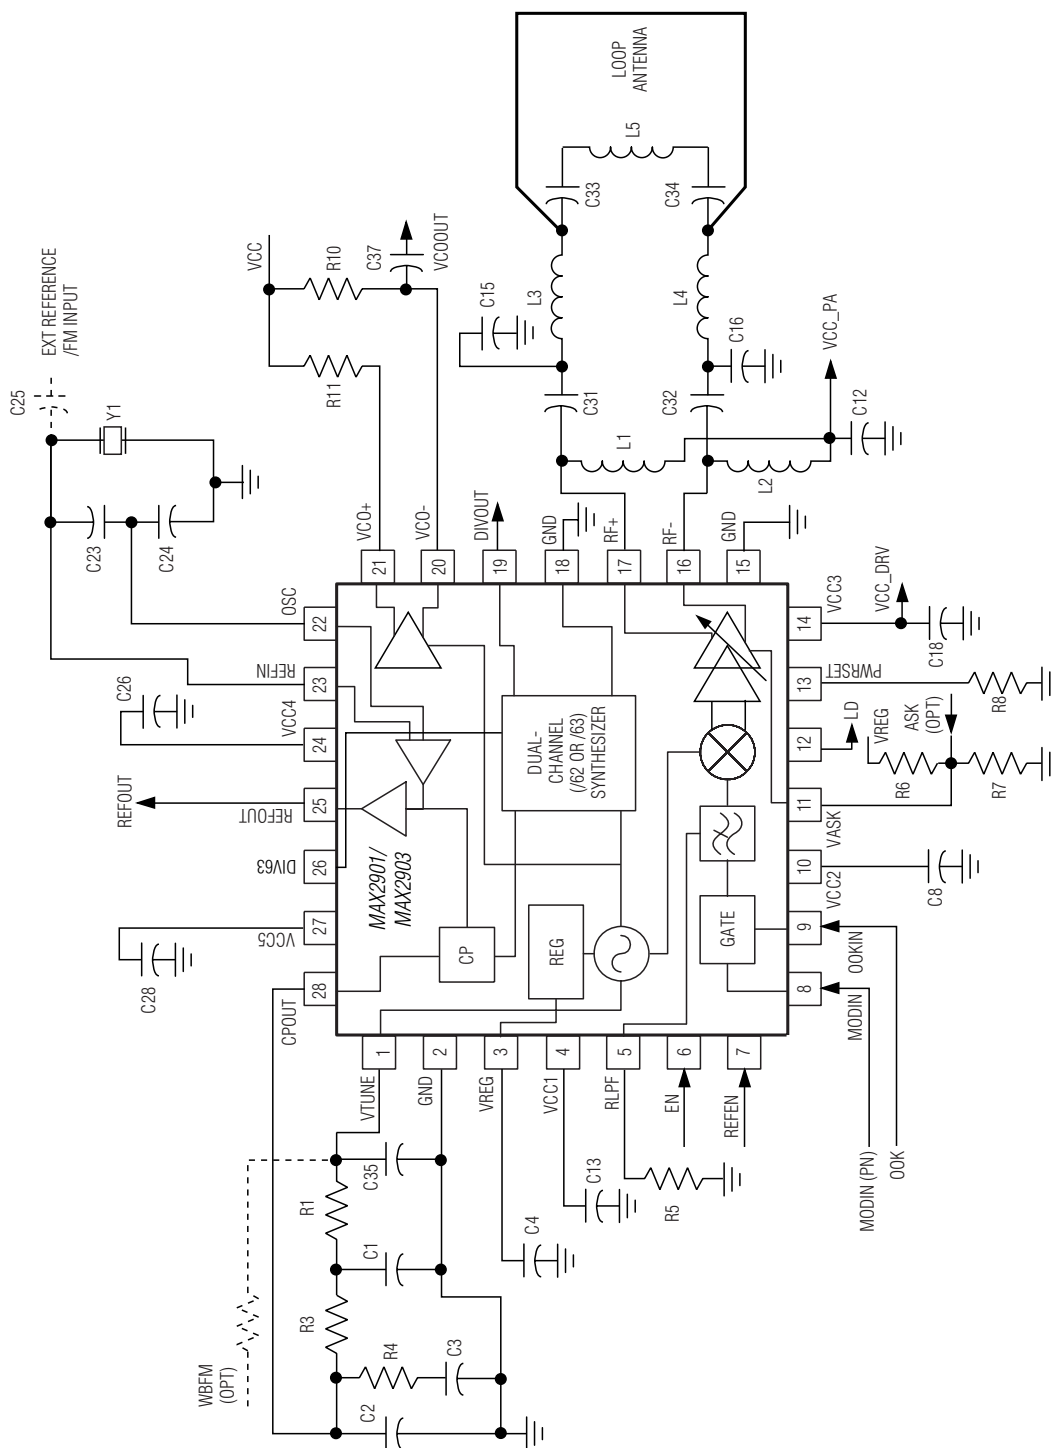 LOOP
ANTENNA
L5
C33
C34
EXT REFERENCE
/FM INPUT
C25
Y1
C23
C24
VCC
R10
R11
C37
VCOOUT
C15
L3
L4
C16
C31
C32
VCC_PA
C12
L1
L2
OSC
REFIN
C26
VCC4
REFOUT
REFOUT
DIV63
VCC5
C28
CPOUT
VCO+
VCO-
DIVOUT
GND
RF+
RF-
GND
21
20
19
18
17
16
15
22
23
24
25
26
27
28
14
13
12
11
10
9
8
1
2
3
4
5
6
7
DUAL-
CHANNEL
(/62 OR /63)
SYNTHESIZER
MAX2901/
MAX2903
CP
REG
GATE
VCC3
VCC_DRV
C18
PWRSET
R8
LD
VREG
ASK
(OPT)
R6
R7
VASK
VCC2
C8
OOKIN
MODIN
MODIN (PN)
OOK
VTUNE
GND
VREG
VCC1
RLPF
EN
REFEN
C35
R1
C1
R3
R4
C3
C2
WBFM
(OPT)
C4
C13
R5